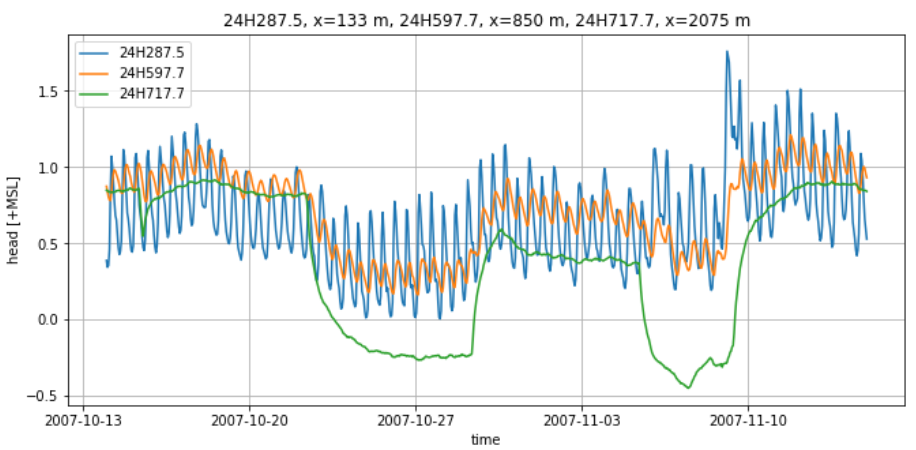 24H287.5, x=133 m, 24H597.7, x=850 m, 24H717.7, x=2075 m
24H287.5
24H597.7
24H717.7
1.5
1.0
0.5
0.0
−0.5
head [+MSL]
2007-10-13 2007-10-20 2007-10-27 2007-11-03 2007-11-10
time